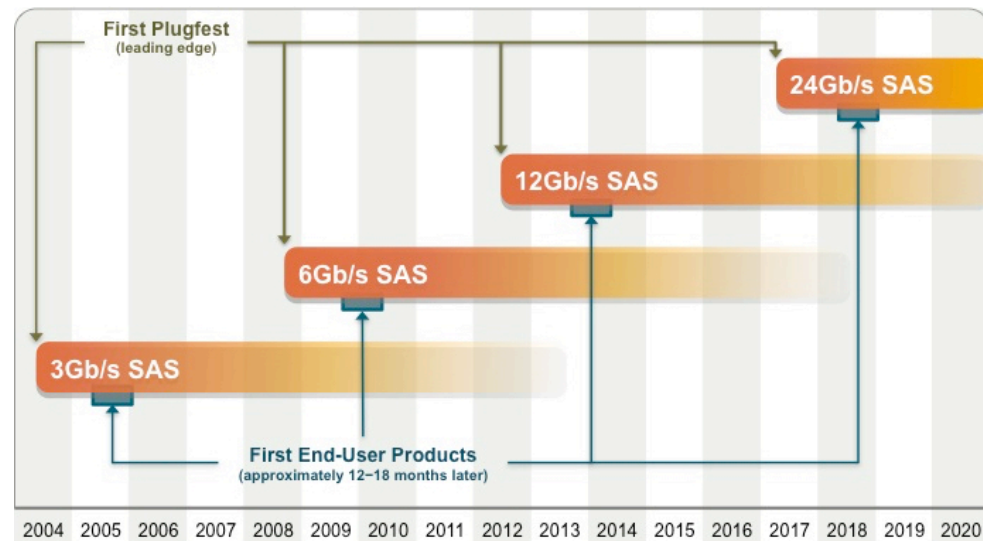 First Plugfest
(leading edge)
24Gb/s SAS
12Gb/s SAS
6Gb/s SAS
3Gb/s SAS
First End-User Products
(approximately 12–18 months later)
2004 2005 2006 2007 2008 2009 2010 2011 2012 2013 2014 2015 2016 2017 2018 2019 2020